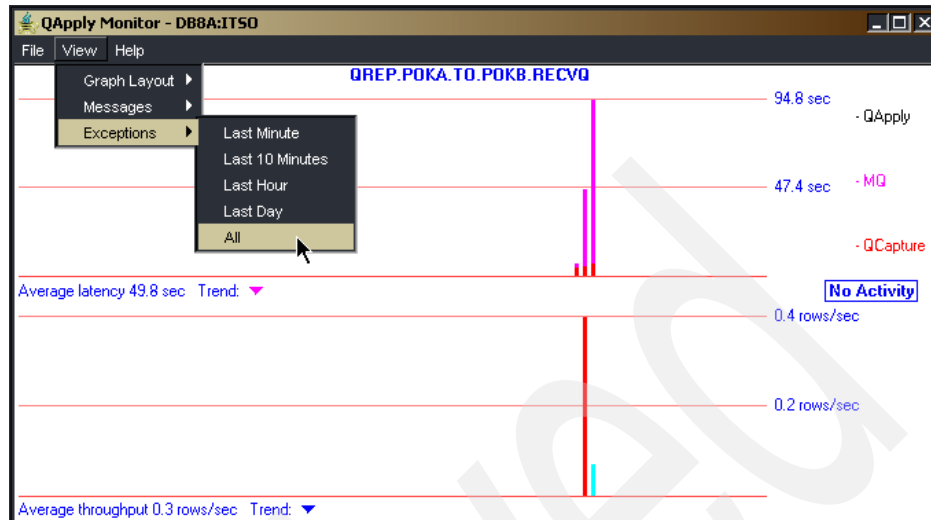 QApply Monitor - DB8A:ITSO
File View Help
Graph Layout
Messages
Exceptions
Last Minute
Last 10 Minutes
Last Hour
Last Day
All
QREP.POKA.TO.POKB.RECVQ
94.8 sec
- QApply
47.4 sec
- MQ
- QCapture
Average latency 49.8 sec Trend:
No Activity
0.4 rows/sec
0.2 rows/sec
Average throughput 0.3 rows/sec Trend: